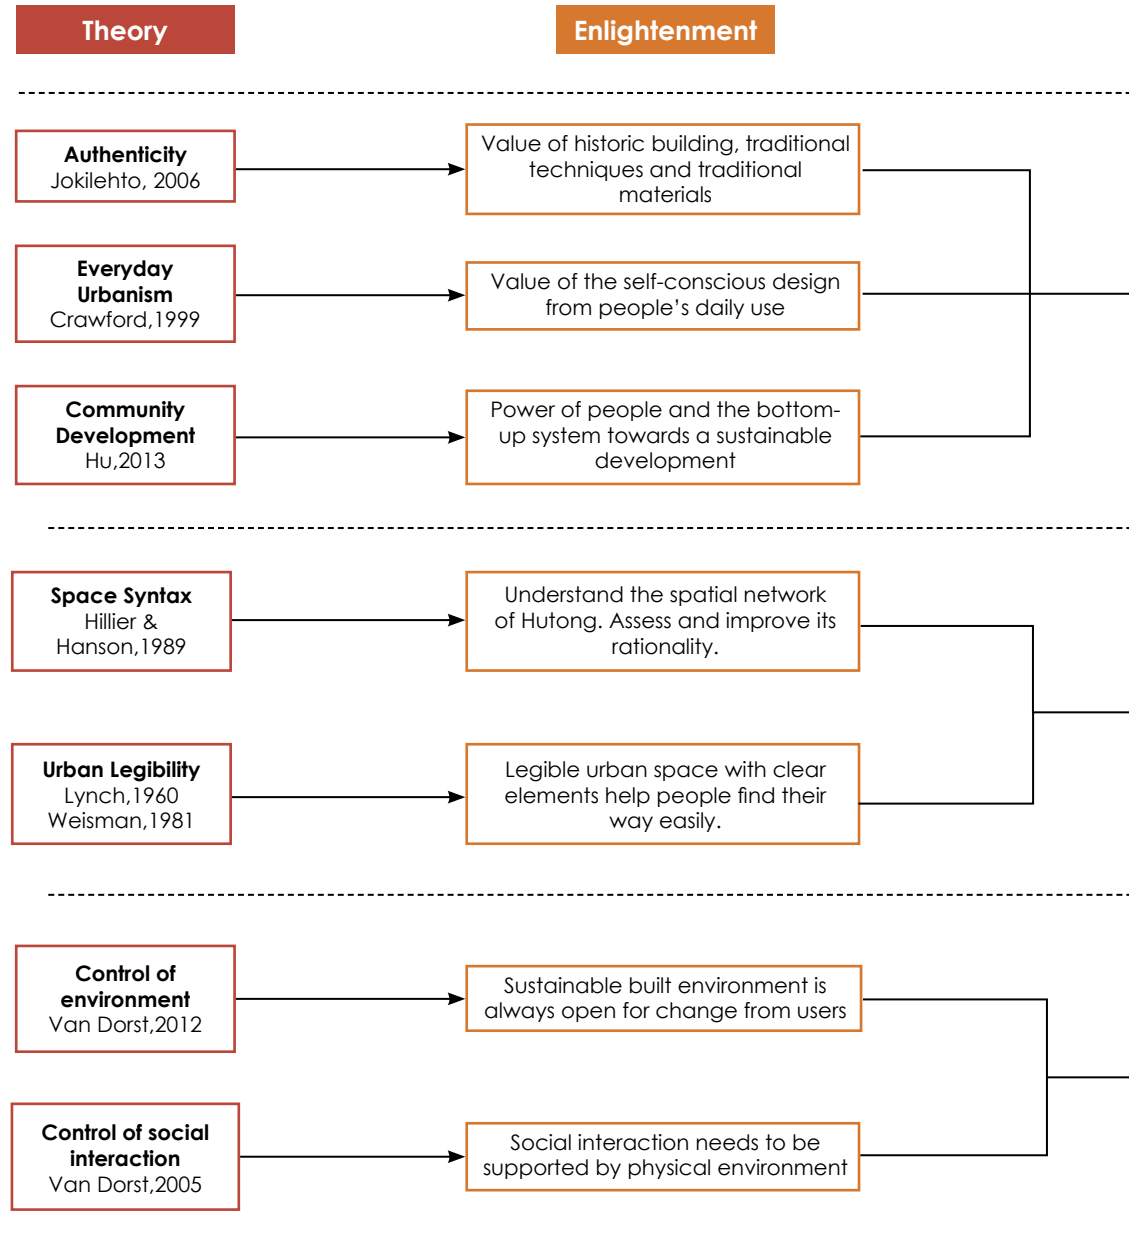 Theory
Enlightenment
Authenticity
Jokilehto, 2006
Value of historic building, traditional
techniques and traditional
materials
Everyday
Urbanism
Crawford,1999
Value of the self-conscious design
from people’s daily use
Community
Development
Hu,2013
Power of people and the bottom-
up system towards a sustainable
development
Space Syntax
Hillier &
Hanson,1989
Understand the spatial network
of Hutong. Assess and improve its
rationality.
Urban Legibility
Lynch,1960
Weisman,1981
Legible urban space with clear
elements help people find their
way easily.
Control of
environment
Van Dorst,2012
Sustainable built environment is
always open for change from users
Control of social
interaction
Van Dorst,2005
Social interaction needs to be
supported by physical environment